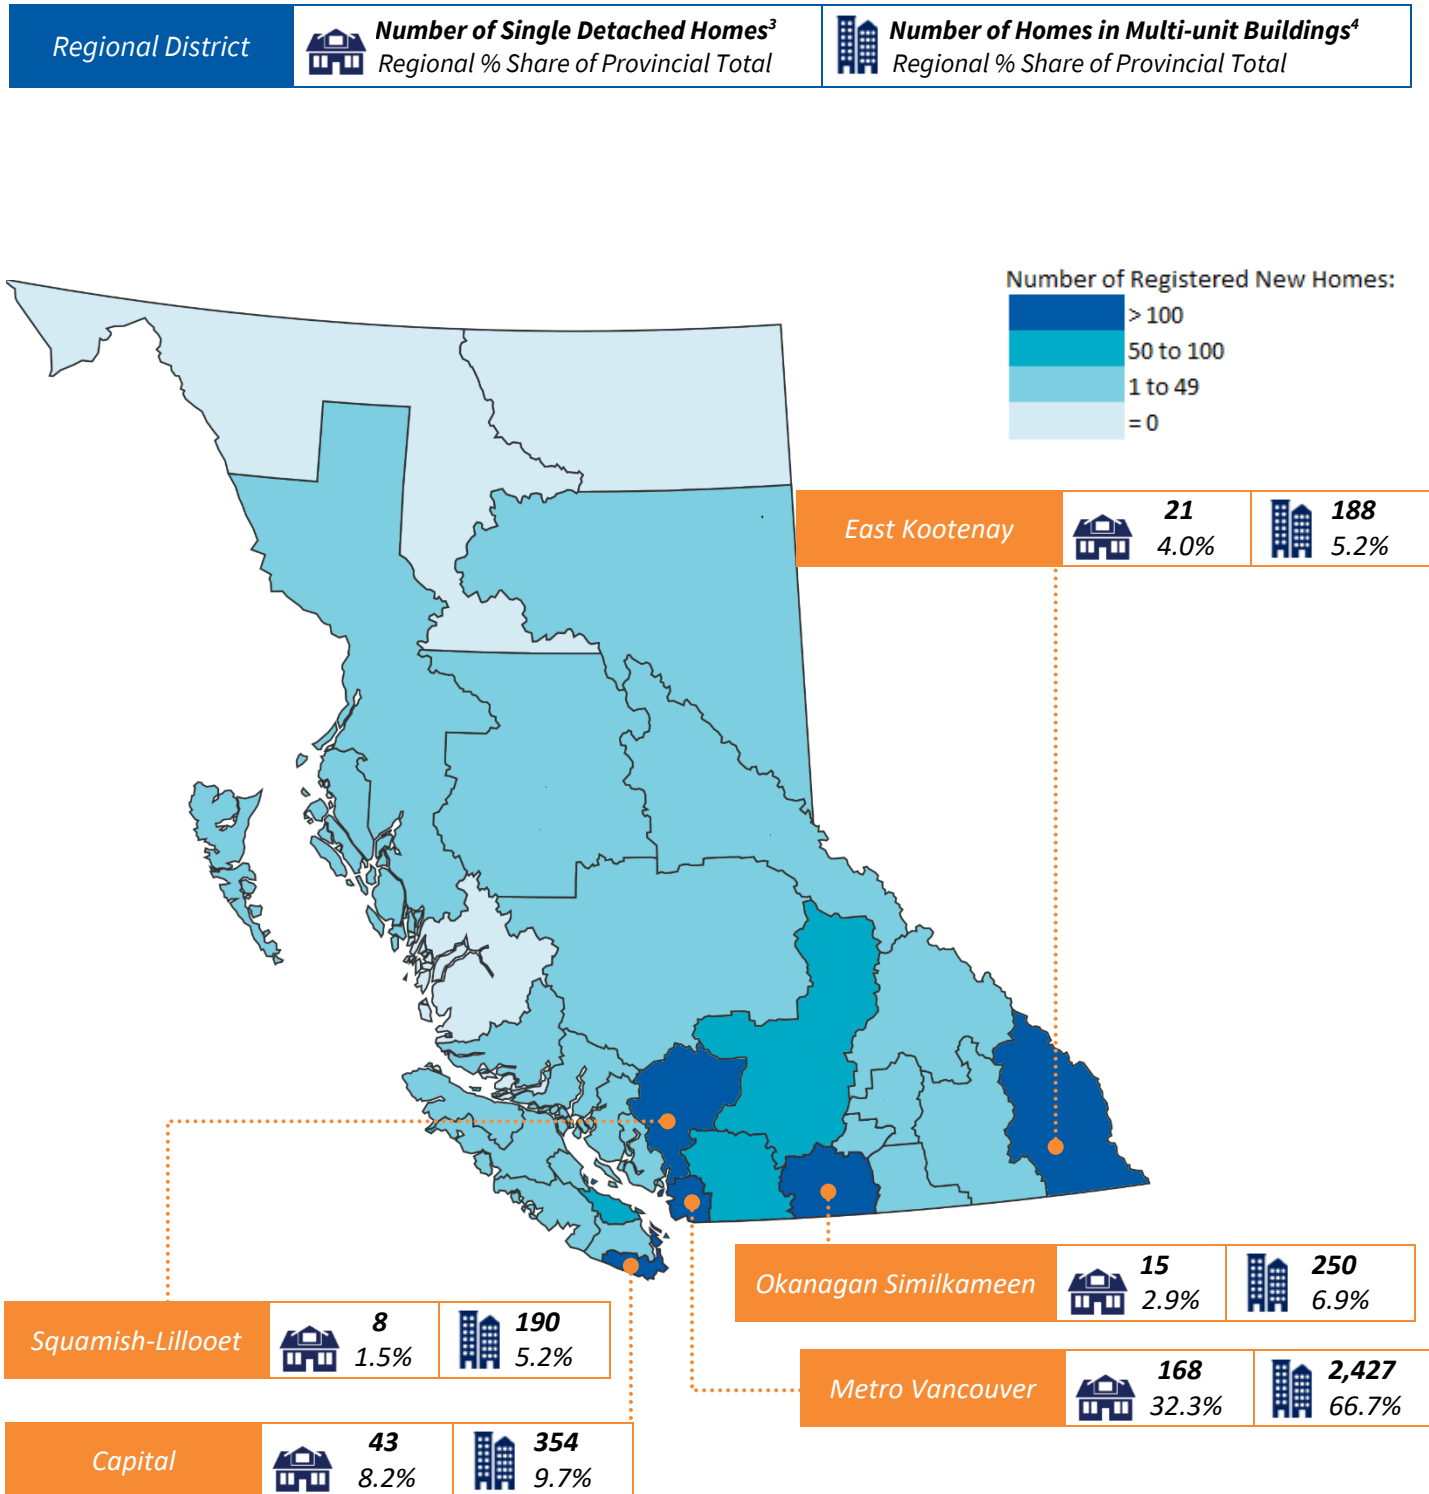 Regional District
Number of Single Detached Homes³
Regional % Share of Provincial Total
Number of Homes in Multi-unit Buildings⁴
Regional % Share of Provincial Total
Number of Registered New Homes:
> 100
50 to 100
1 to 49
= 0
East Kootenay
21
4.0%
188
5.2%
Okanagan Similkameen
15
2.9%
250
6.9%
Squamish-Lillooet
8
1.5%
190
5.2%
Metro Vancouver
168
32.3%
2,427
66.7%
Capital
43
8.2%
354
9.7%